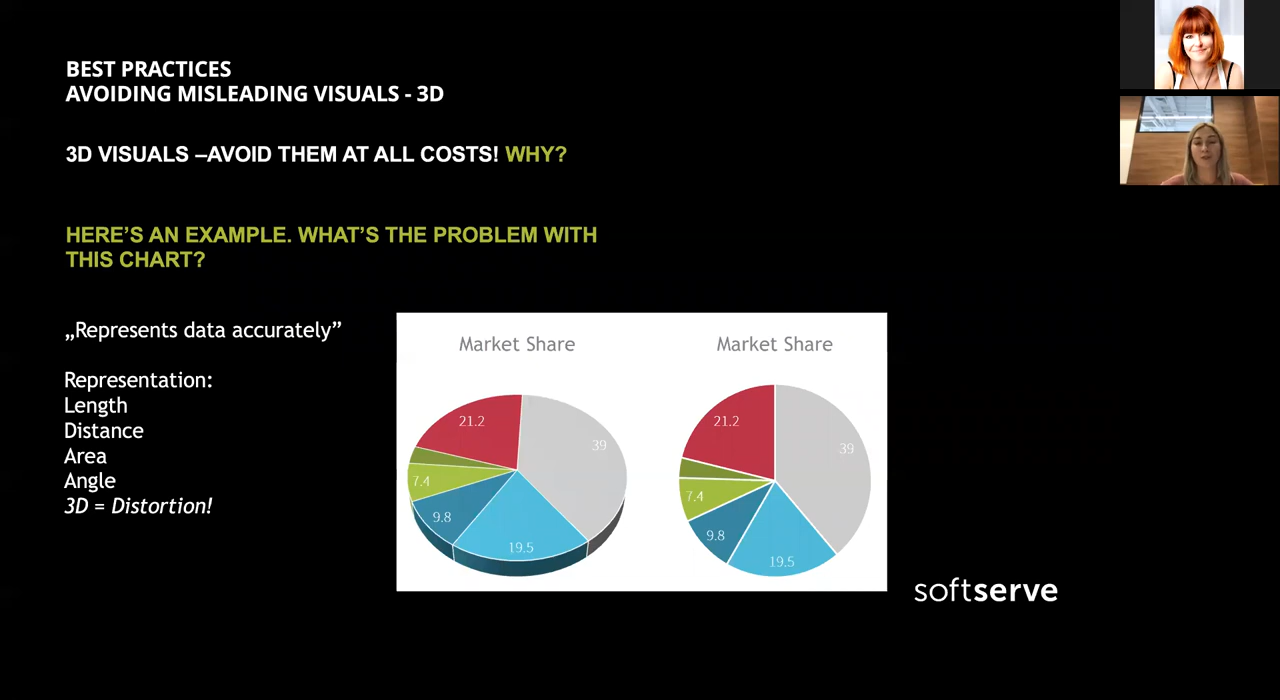 BEST PRACTICES
AVOIDING MISLEADING VISUALS - 3D
3D VISUALS –AVOID THEM AT ALL COSTS! WHY?
HERE’S AN EXAMPLE. WHAT’S THE PROBLEM WITH
THIS CHART?
„Represents data accurately”
Representation:
Length
Distance
Area
Angle
3D = Distortion!
Market Share
21.2
39
7.4
9.8
19.5
Market Share
21.2
39
7.4
9.8
19.5
softserve